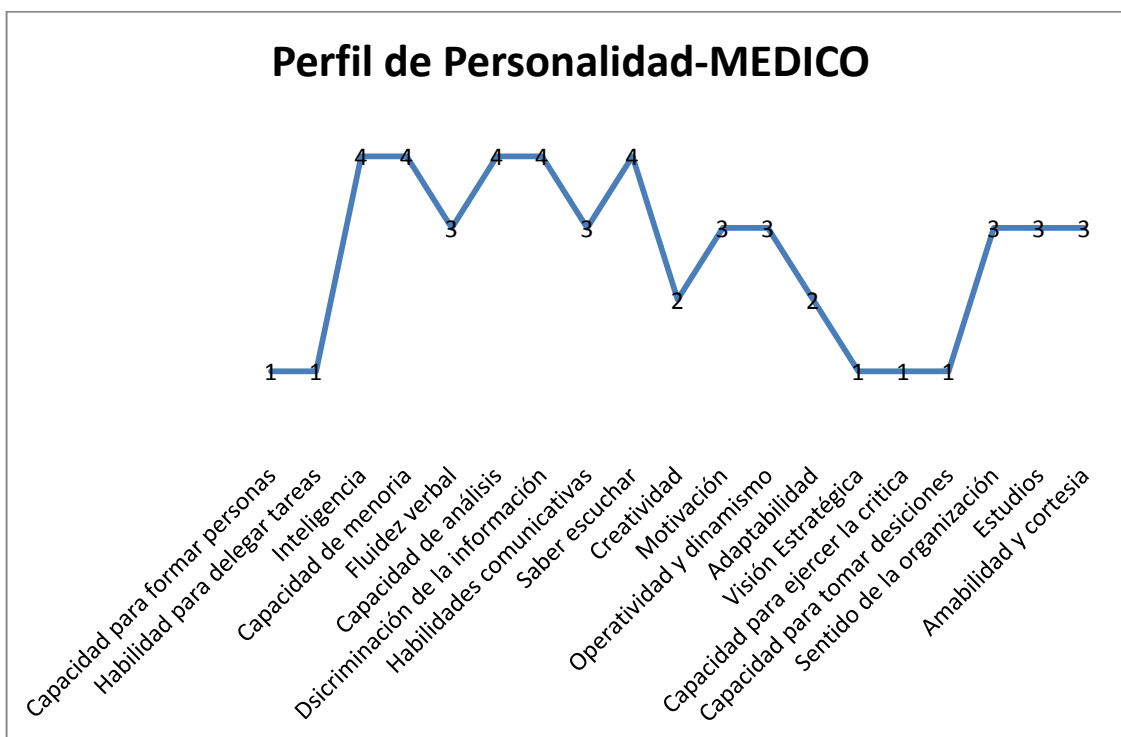 Perfil de Personalidad-MEDICO
1
1
4
4
3
4
4
3
4
2
3
3
2
1
1
1
3
3
3
Capacidad para formar personas
Habilidad para delegar tareas
Inteligencia
Capacidad de memoria
Fluidez verbal
Capacidad de análisis
Dsicriminación de la información
Habilidades comunicativas
Saber escuchar
Creatividad
Motivación
Operatividad y dinamismo
Adaptabilidad
Visión Estratégica
Capacidad para ejercer la critica
Capacidad para tomar desiciones
Sentido de la organización
Estudios
Amabilidad y cortesia